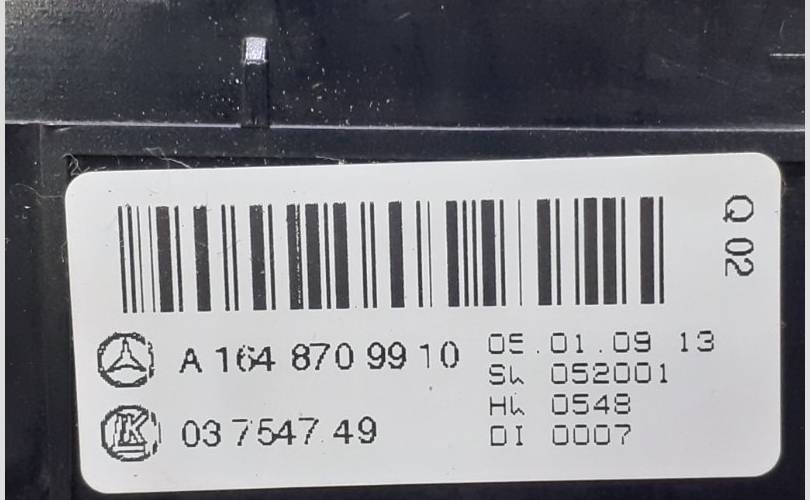 Q 02
A 164 870 99 10
03 7547 49
05.01.09 13
SW 052001
HW 0548
DI 0007